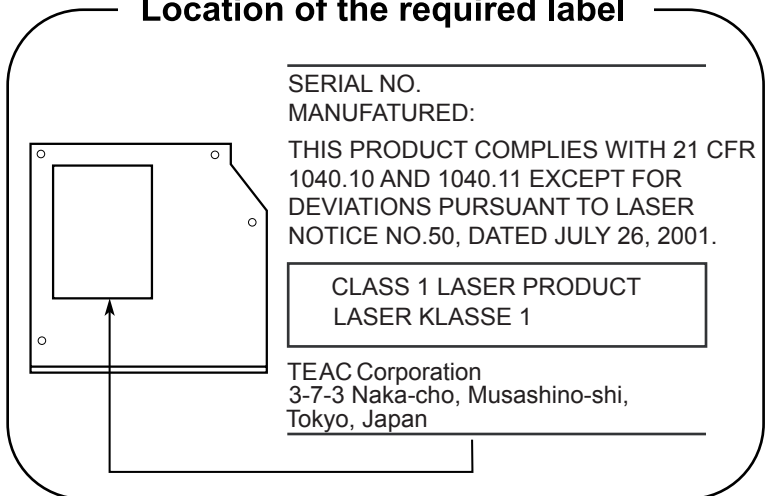 Location of the required label
SERIAL NO.
MANUFATURED:
THIS PRODUCT COMPLIES WITH 21 CFR
1040.10 AND 1040.11 EXCEPT FOR
DEVIATIONS PURSUANT TO LASER
NOTICE NO.50, DATED JULY 26, 2001.
CLASS 1 LASER PRODUCT
LASER KLASSE 1
TEAC Corporation
3-7-3 Naka-cho, Musashino-shi,
Tokyo, Japan